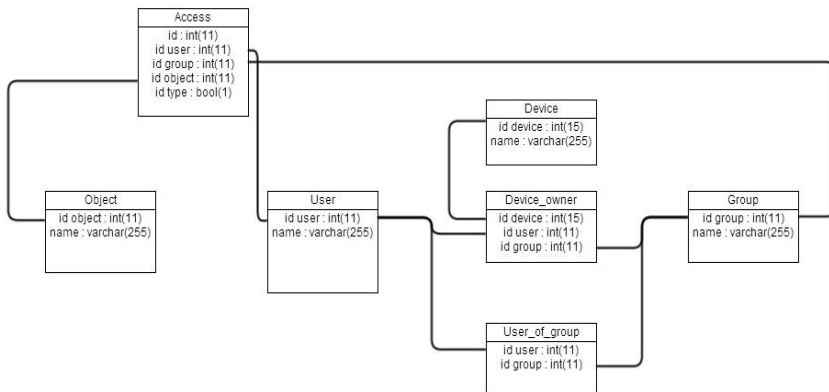 Access
id : int(11)
id user : int(11)
id group : int(11)
id object : int(11)
id type : bool(1)
Device
id device : int(15)
name : varchar(255)
Object
id object : int(11)
name : varchar(255)
User
id user : int(11)
name : varchar(255)
Device_owner
id device : int(15)
id user : int(11)
id group : int(11)
Group
id group : int(11)
name : varchar(255)
User_of_group
id user : int(11)
id group : int(11)